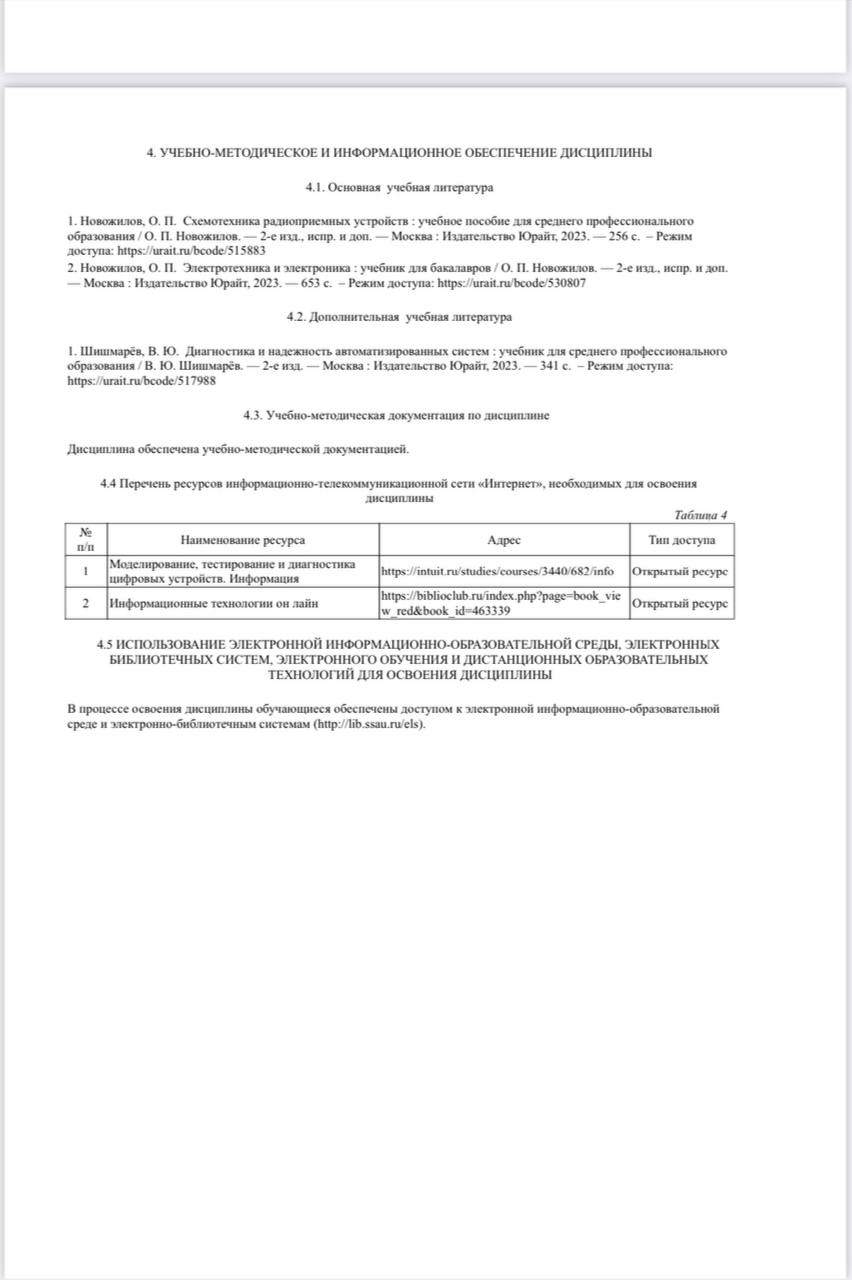 4. УЧЕБНО-МЕТОДИЧЕСКОЕ И ИНФОРМАЦИОННОЕ ОБЕСПЕЧЕНИЕ ДИСЦИПЛИНЫ
4.1. Основная учебная литература
1. Новожилов, О. П. Схемотехника радиоприемных устройств : учебное пособие для среднего профессионального
образования / О. П. Новожилов. — 2-е изд., испр. и доп. — Москва : Издательство Юрайт, 2023. — 256 с. – Режим
доступа: https://urait.ru/bcode/515883
2. Новожилов, О. П. Электротехника и электроника : учебник для бакалавров / О. П. Новожилов. — 2-е изд., испр. и доп.
— Москва : Издательство Юрайт, 2023. — 653 с. – Режим доступа: https://urait.ru/bcode/530807
4.2. Дополнительная учебная литература
1. Шишмарёв, В. Ю. Диагностика и надежность автоматизированных систем : учебник для среднего профессионального
образования / В. Ю. Шишмарёв. — 2-е изд. — Москва : Издательство Юрайт, 2023. — 341 с. – Режим доступа:
https://urait.ru/bcode/517988
4.3. Учебно-методическая документация по дисциплине
Дисциплина обеспечена учебно-методической документацией.
4.4 Перечень ресурсов информационно-телекоммуникационной сети «Интернет», необходимых для освоения
дисциплины
Таблица 4
№
п/п
Наименование ресурса
Адрес
Тип доступа
1
Моделирование, тестирование и диагностика
цифровых устройств. Информация
https://intuit.ru/studies/courses/3440/682/info
Открытый ресурс
2
Информационные технологии он лайн
https://biblioclub.ru/index.php?page=book_vie
w_red&book_id=463339
Открытый ресурс
4.5 ИСПОЛЬЗОВАНИЕ ЭЛЕКТРОННОЙ ИНФОРМАЦИОННО-ОБРАЗОВАТЕЛЬНОЙ СРЕДЫ, ЭЛЕКТРОННЫХ
БИБЛИОТЕЧНЫХ СИСТЕМ, ЭЛЕКТРОННОГО ОБУЧЕНИЯ И ДИСТАНЦИОННЫХ ОБРАЗОВАТЕЛЬНЫХ
ТЕХНОЛОГИЙ ДЛЯ ОСВОЕНИЯ ДИСЦИПЛИНЫ
В процессе освоения дисциплины обучающиеся обеспечены доступом к электронной информационно-образовательной
среде и электронно-библиотечным системам (http://lib.ssau.ru/els).